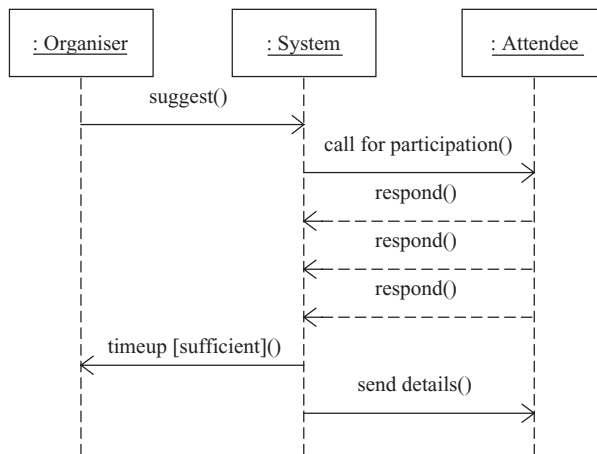 : Organiser
: System
: Attendee
suggest()
call for participation()
respond()
respond()
respond()
timeup [sufficient]()
send details()